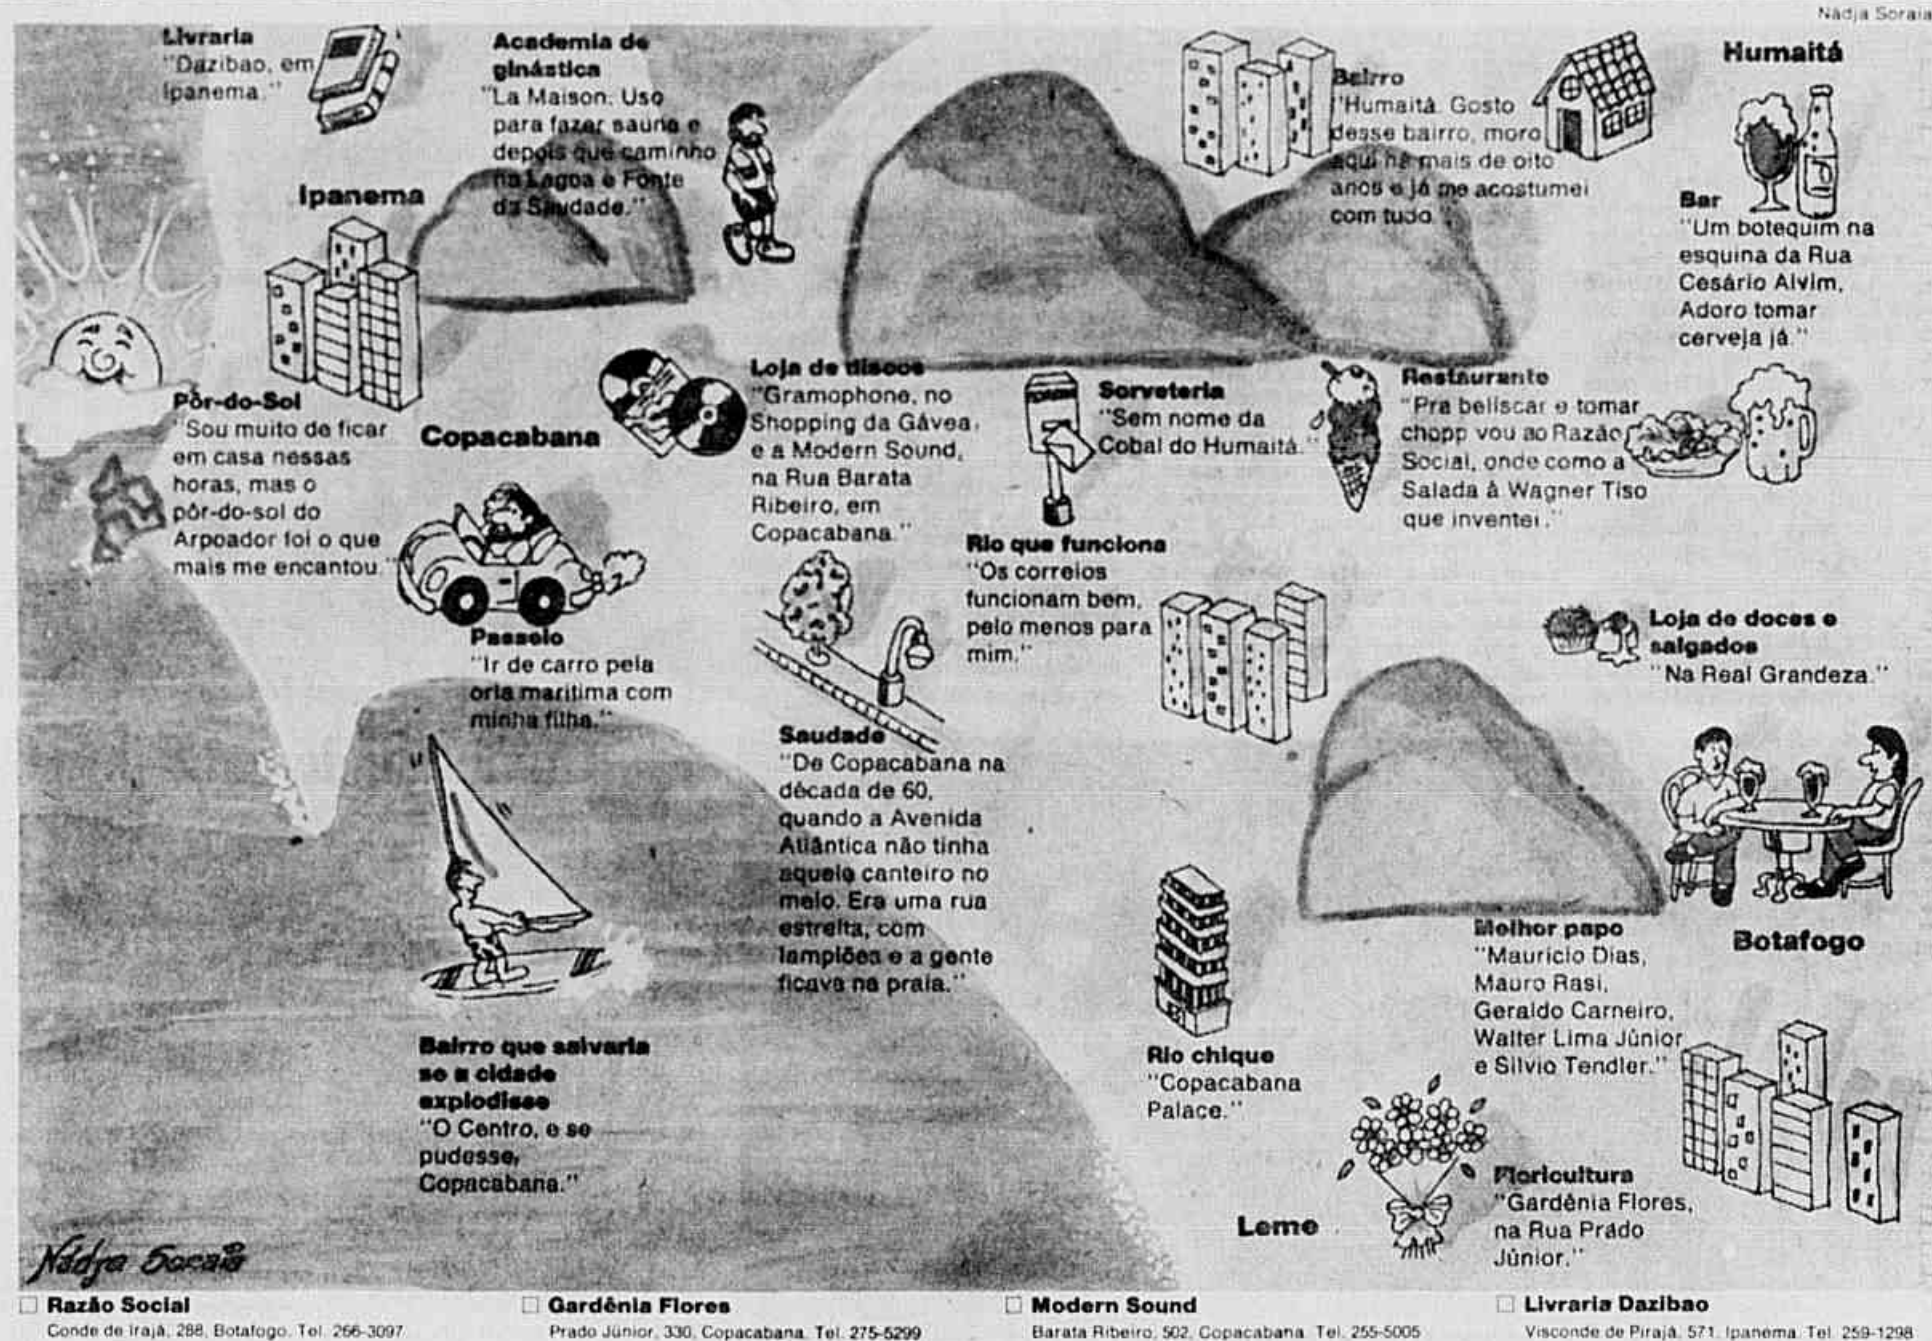 Nádja Soraia
Livraria
"Dazibao, em
Ipanema."
Academia de
ginástica
"La Maison. Uso
para fazer sauna e
depois que caminho
na Lagoa e Fonte
da Saudade."
Ipanema
Bairro
"Humaitá. Gosto
desse bairro, moro
aqui há mais de oito
anos e já me acostumei
com tudo."
Humaitá
Bar
"Um botequim na
esquina da Rua
Cesário Alvim.
Adoro tomar
cerveja já."
Pôr-do-Sol
"Sou muito de ficar
em casa nessas
horas, mas o
pôr-do-sol do
Arpoador foi o que
mais me encantou."
Copacabana
Loja de discos
"Gramophone, no
Shopping da Gávea,
e a Modern Sound,
na Rua Barata
Ribeiro, em
Copacabana."
Sorveteria
"Sem nome da
Cobal do Humaitá."
Restaurante
"Pra beliscar e tomar
chopp vou ao Razão
Social, onde como a
Salada à Wagner Tiso
que inventei."
Passeio
"Ir de carro pela
orla marítima com
minha filha."
Rio que funciona
"Os correios
funcionam bem,
pelo menos para
mim."
Loja de doces e
salgados
"Na Real Grandeza."
Saudade
"De Copacabana na
década de 60,
quando a Avenida
Atlântica não tinha
aquele canteiro no
meio. Era uma rua
estreita, com
lampiões e a gente
ficava na praia."
Melhor papo
"Mauricio Dias,
Mauro Rasi,
Geraldo Carneiro,
Walter Lima Júnior
e Silvio Tendler."
Botafogo
Bairro que salvaria
se a cidade
explodisse
"O Centro, e se
pudesse,
Copacabana."
Rio chique
"Copacabana
Palace."
Leme
Floricultura
"Gardênia Flores,
na Rua Prado
Júnior."
Nádja Soraia
Razão Social
Conde de Irajá, 288, Botafogo. Tel. 266-3097
Gardênia Flores
Prado Júnior, 330, Copacabana. Tel. 275-5299
Modern Sound
Barata Ribeiro, 502, Copacabana. Tel. 255-5005
Livraria Dazibao
Visconde de Pirajá, 571, Ipanema. Tel. 259-1298